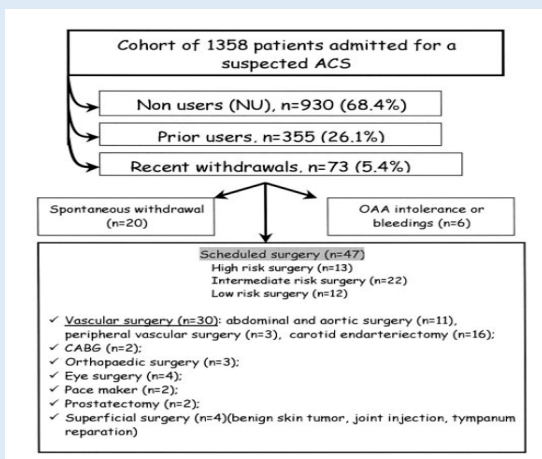 Cohort of 1358 patients admitted for a
suspected ACS
Non users (NU), n=930 (68.4%)
Prior users, n=355 (26.1%)
Recent withdrawals, n=73 (5.4%)
Spontaneous withdrawal
(n=20)
OAA intolerance or
bleedings (n=6)
Scheduled surgery (n=47)
High risk surgery (n=13)
Intermediate risk surgery (n=22)
Low risk surgery (n=12)
✓ Vascular surgery (n=30): abdominal and aortic surgery (n=11),
peripheral vascular surgery (n=3), carotid endarteriectomy (n=16);
✓ CABG (n=2);
✓ Orthopaedic surgery (n=3);
✓ Eye surgery (n=4);
✓ Pace maker (n=2);
✓ Prostatectomy (n=2);
✓ Superficial surgery (n=4)(benign skin tumor, joint injection, tympanum
reparation)